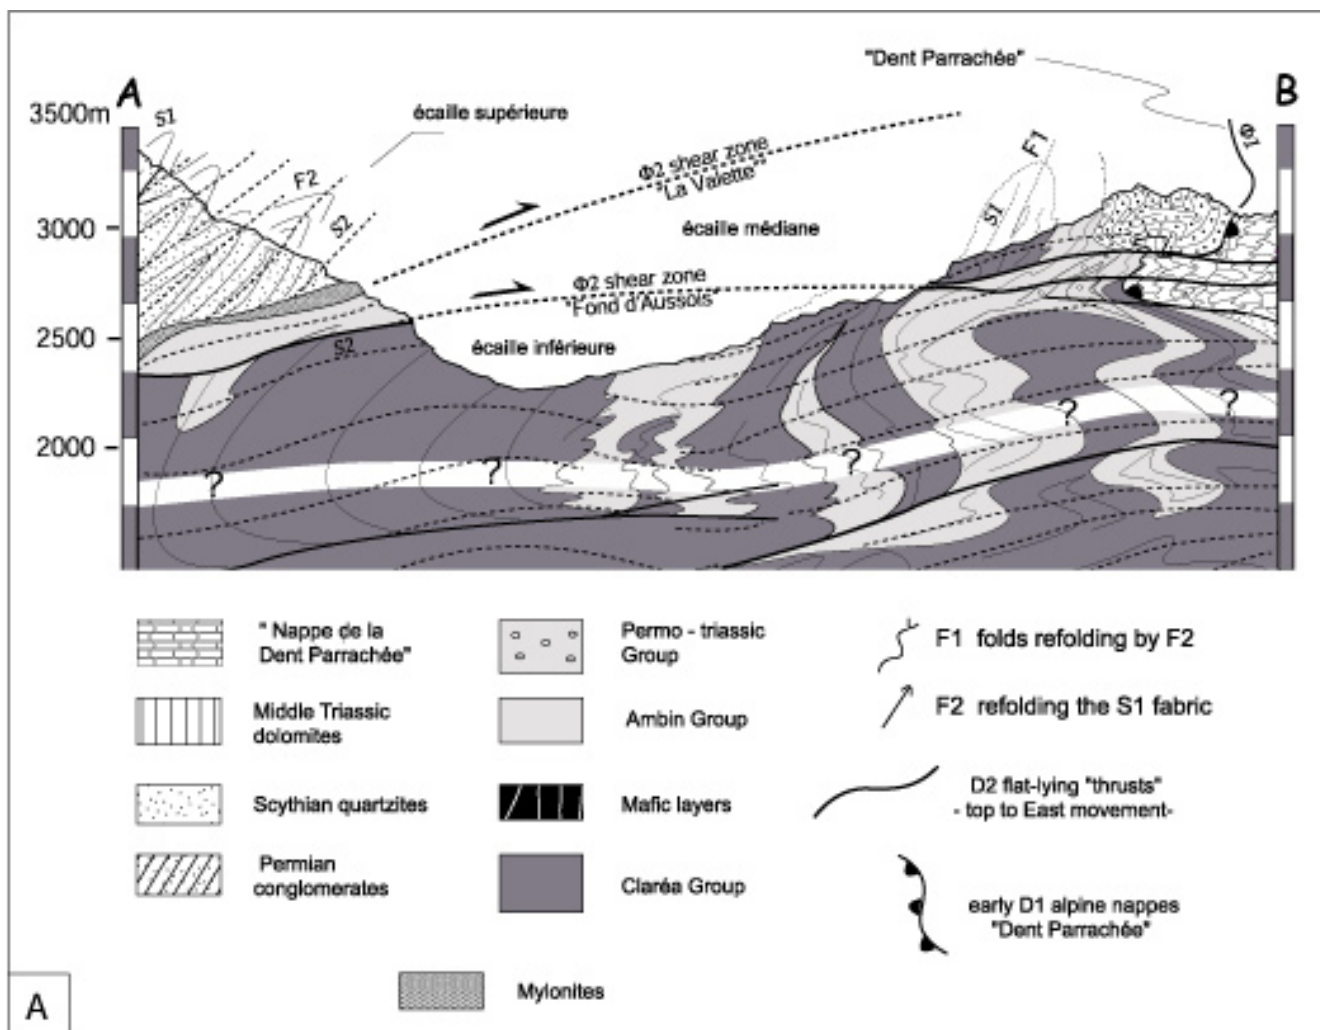 "Dent Parrachée"
A
B
3500m
S1
écaille supérieure
Φ1
F2
Φ2 shear zone
"La Valette"
F1
S2
S1
3000
écaille médiane
Φ2 shear zone
"Fond d'Aussois"
2500
S2
écaille inférieure
?
?
2000
?
?
?
" Nappe de la
Dent Parrachée"
Middle Triassic
dolomites
Scythian quartzites
Permian
conglomerates
Permo - triassic
Group
Ambin Group
Mafic layers
Claréa Group
Mylonites
F1 folds refolding by F2
F2 refolding the S1 fabric
D2 flat-lying "thrusts"
- top to East movement-
early D1 alpine nappes
"Dent Parrachée"
A